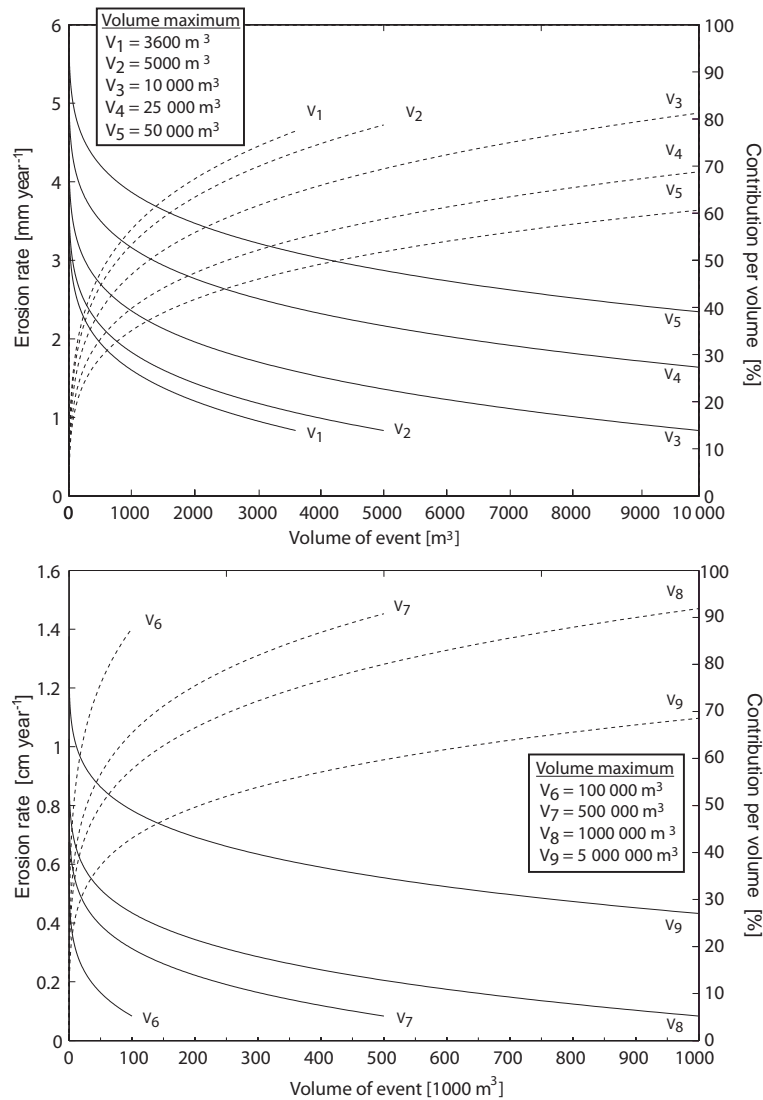 Volume maximum
V1 = 3600 m3
V2 = 5000 m3
V3 = 10 000 m3
V4 = 25 000 m3
V5 = 50 000 m3
6
5
4
3
2
1
0
Erosion rate [mm year-1]
100
90
80
70
60
50
40
30
20
10
0
Contribution per volume [%]
V1
V2
V3
V4
V5
V5
V4
V3
V2
V1
0
1000
2000
3000
4000
5000
6000
7000
8000
9000
10 000
Volume of event [m3]
1.6
1.4
1.2
1
0.8
0.6
0.4
0.2
0
Erosion rate [cm year-1]
100
90
80
70
60
50
40
30
20
10
0
Contribution per volume [%]
V6
V7
V8
V9
Volume maximum
V6 = 100 000 m3
V7 = 500 000 m3
V8 = 1000 000 m3
V9 = 5 000 000 m3
V9
V8
V7
V6
0
100
200
300
400
500
600
700
800
900
1000
Volume of event [1000 m3]